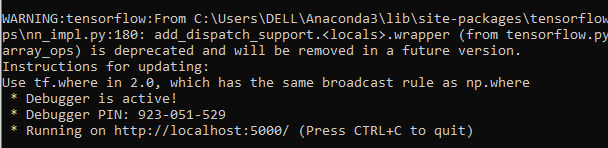 WARNING:tensorflow:From C:\Users\DELL\Anaconda3\lib\site-packages\tensorflow
ps\nn_impl.py:180: add_dispatch_support.<locals>.wrapper (from tensorflow.py
array_ops) is deprecated and will be removed in a future version.
Instructions for updating:
Use tf.where in 2.0, which has the same broadcast rule as np.where
 * Debugger is active!
 * Debugger PIN: 923-051-529
 * Running on http://localhost:5000/ (Press CTRL+C to quit)